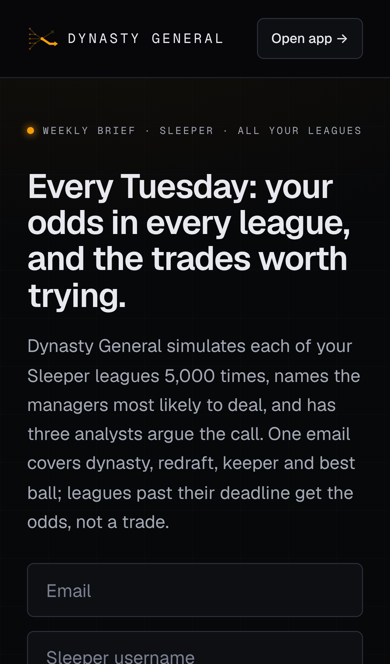 DYNASTY GENERAL
Open app →
WEEKLY BRIEF · SLEEPER · ALL YOUR LEAGUES
Every Tuesday: your
odds in every league,
and the trades worth
trying.
Dynasty General simulates each of your
Sleeper leagues 5,000 times, names the
managers most likely to deal, and has
three analysts argue the call. One email
covers dynasty, redraft, keeper and best
ball; leagues past their deadline get the
odds, not a trade.
Email
Sleeper username